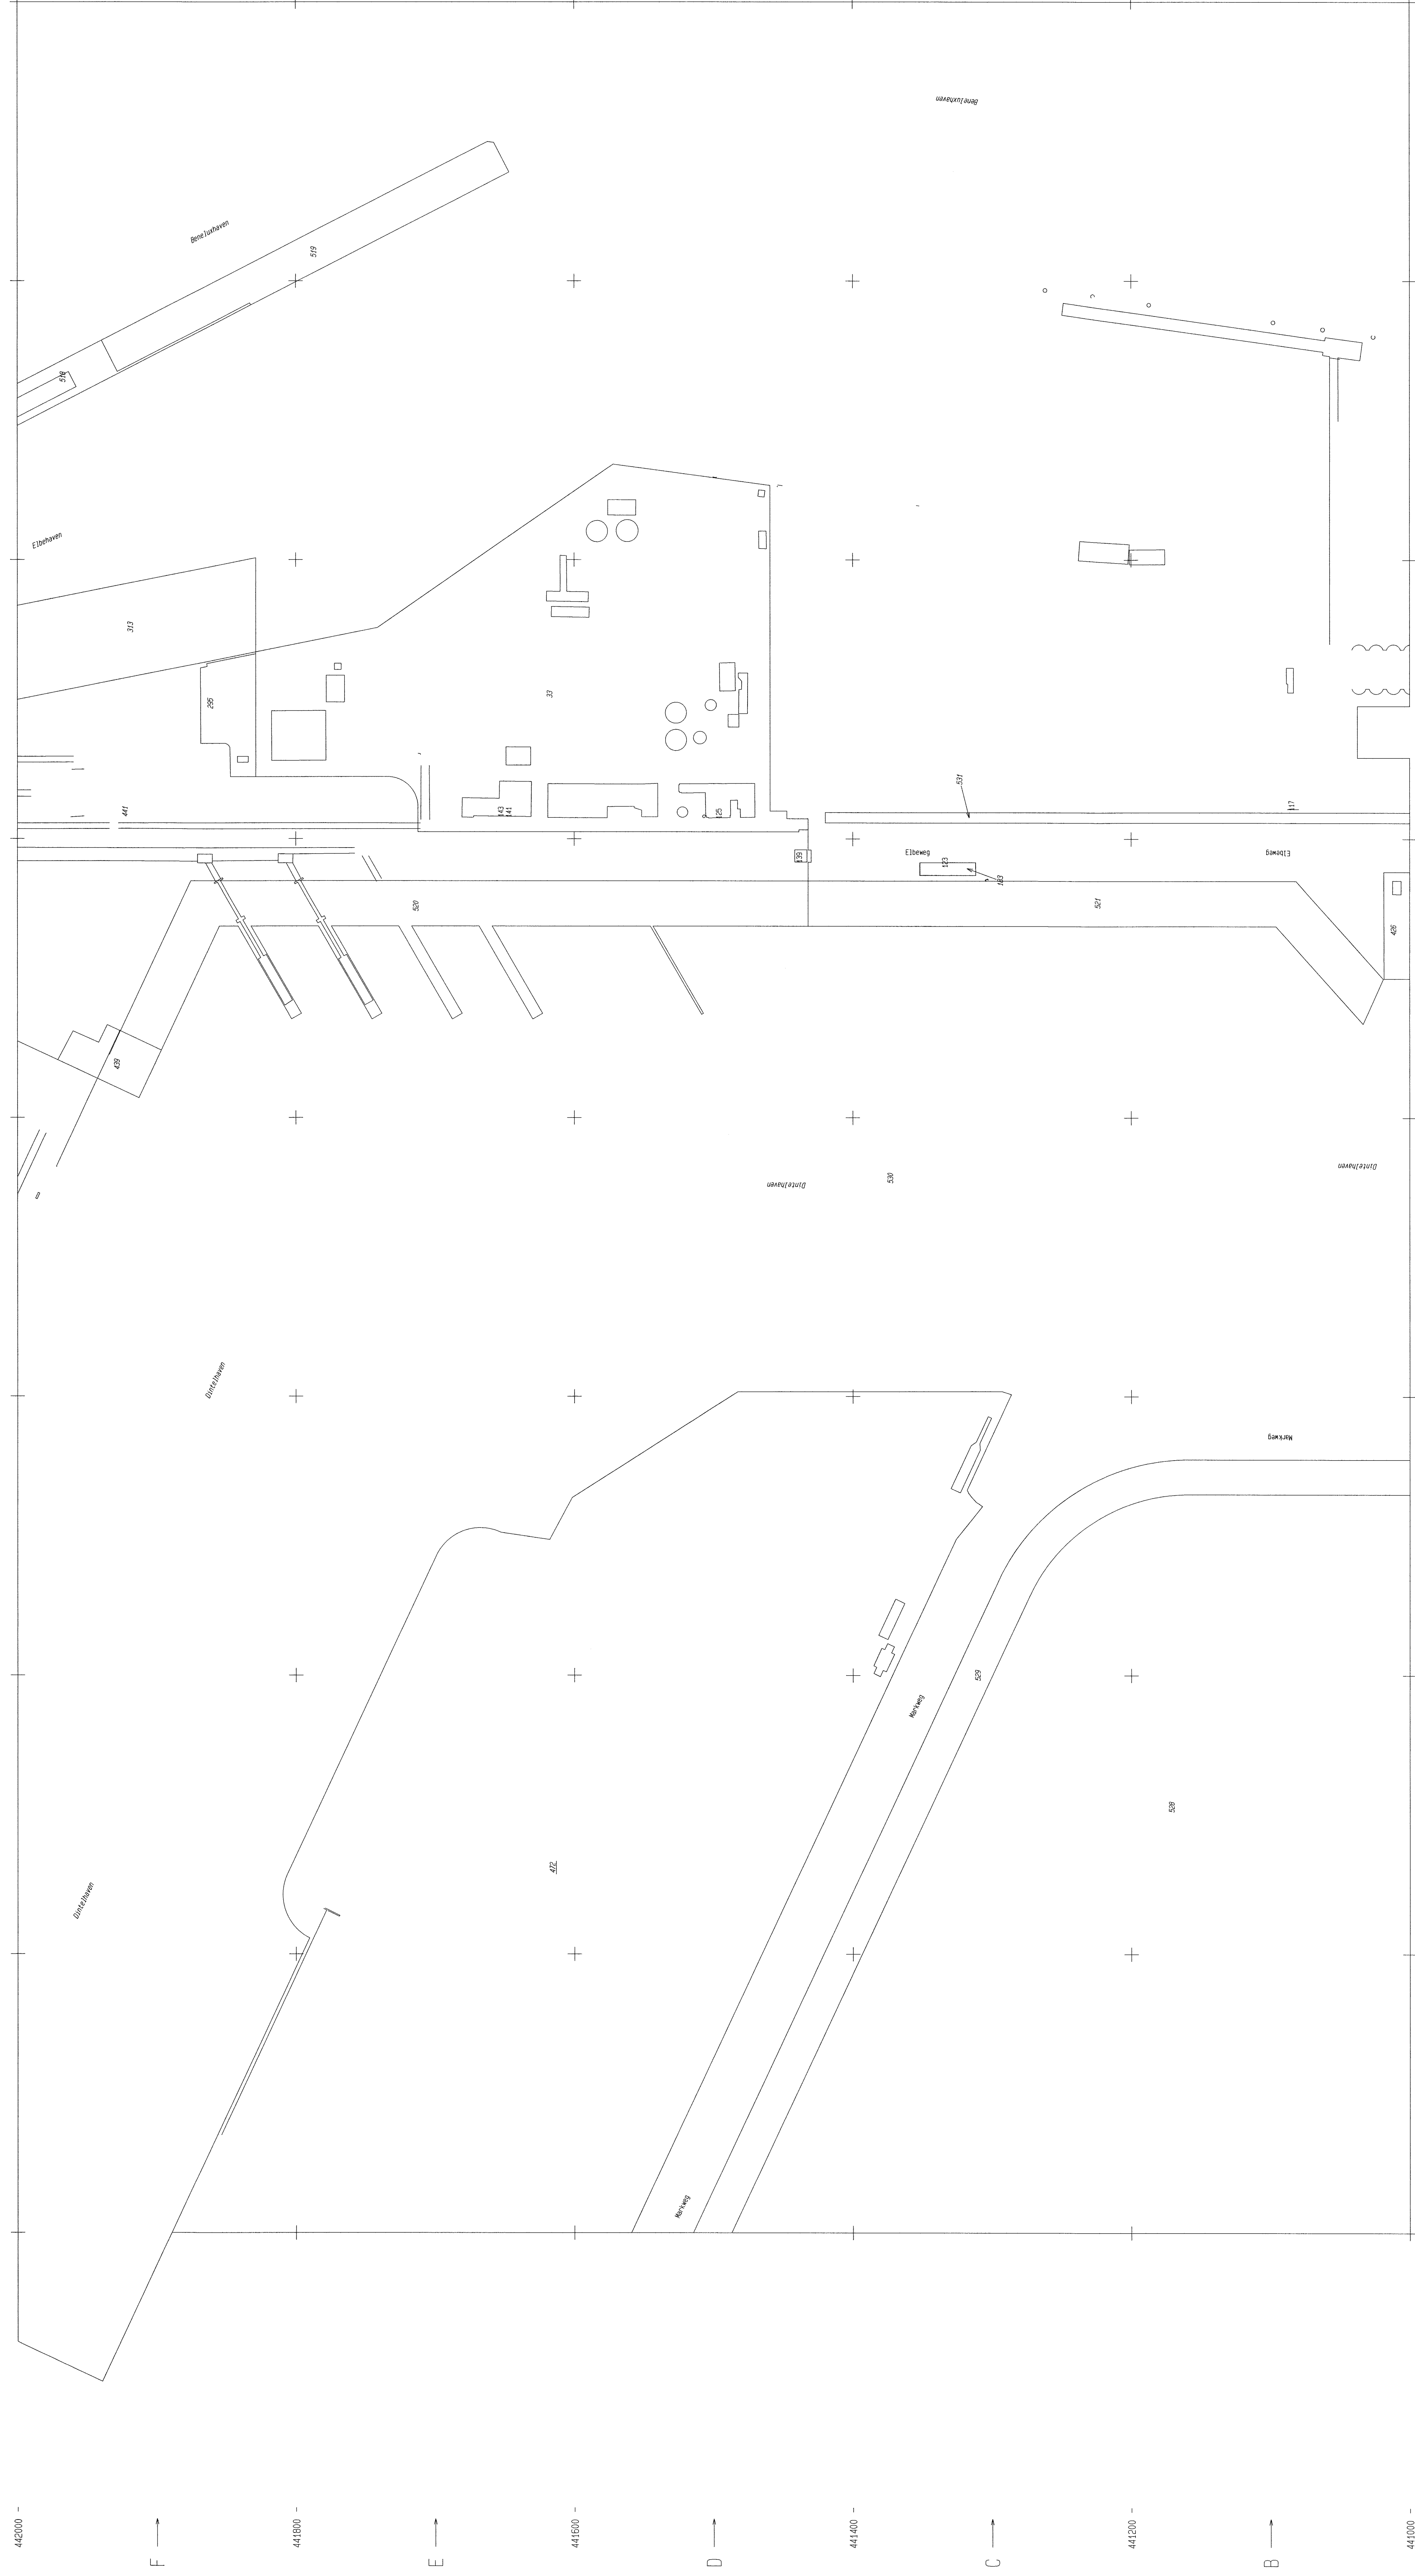 Beneluxhaven
Beneluxhaven
519
518
Elbehaven
313
295
33
441
143
141
125
531
117
139
Elbeweg
123
183
Elbeweg
520
521
426
439
Dintelhaven
530
Dintelhaven
Dintelhaven
Markweg
529
Markweg
528
472
Dintelhaven
Markweg
442000
441800
441600
441400
441200
441000
F
E
D
C
B